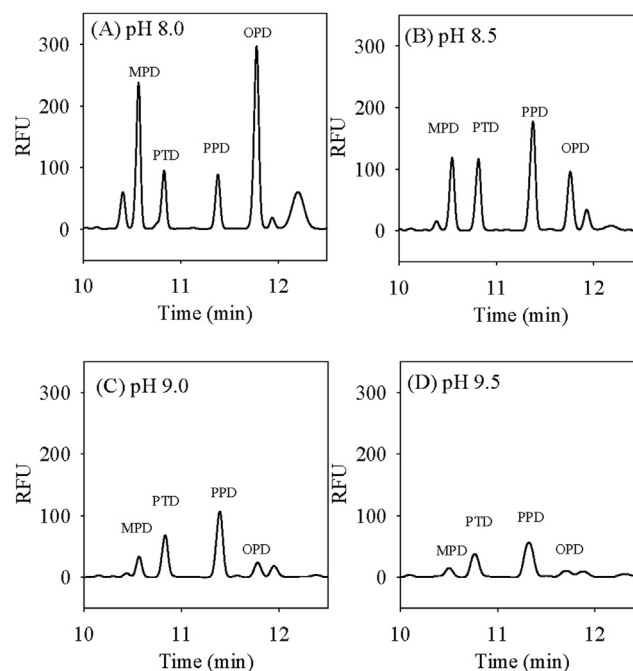 (A) pH 8.0
OPD
MPD
PTD
PPD
300
200
100
0
RFU
10 11 12
Time (min)
(B) pH 8.5
PPD
MPD
PTD
OPD
300
200
100
0
RFU
10 11 12
Time (min)
(C) pH 9.0
PPD
PTD
MPD
OPD
300
200
100
0
RFU
10 11 12
Time (min)
(D) pH 9.5
PPD
PTD
MPD
OPD
300
200
100
0
RFU
10 11 12
Time (min)